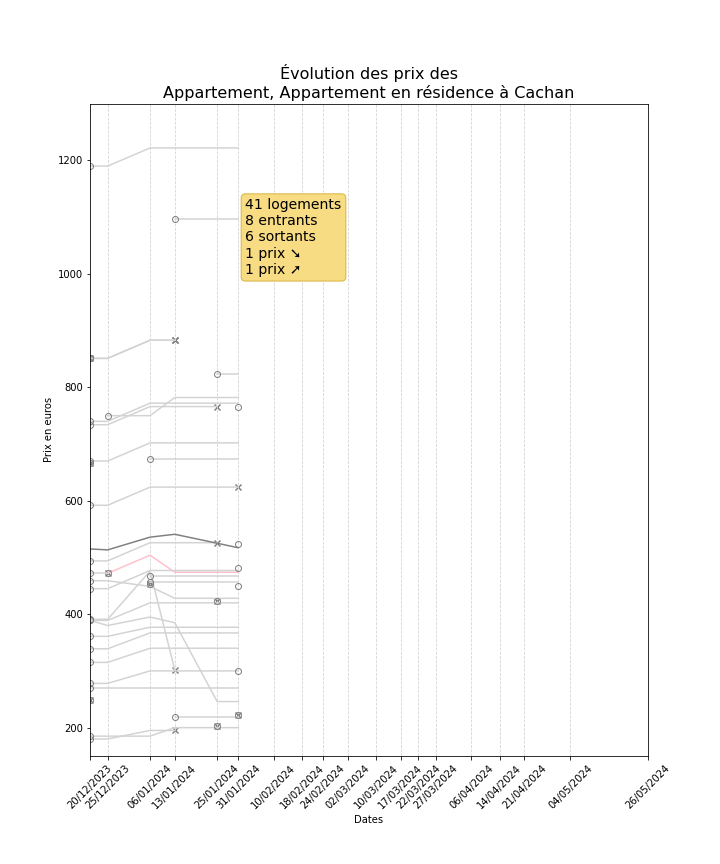 Évolution des prix des
Appartement, Appartement en résidence à Cachan
Prix en euros
1200
1000
800
600
400
200
41 logements
8 entrants
6 sortants
1 prix ➘
1 prix ➚
20/12/2023
25/12/2023
06/01/2024
13/01/2024
25/01/2024
31/01/2024
10/02/2024
18/02/2024
24/02/2024
02/03/2024
10/03/2024
17/03/2024
22/03/2024
27/03/2024
06/04/2024
14/04/2024
21/04/2024
04/05/2024
26/05/2024
Dates